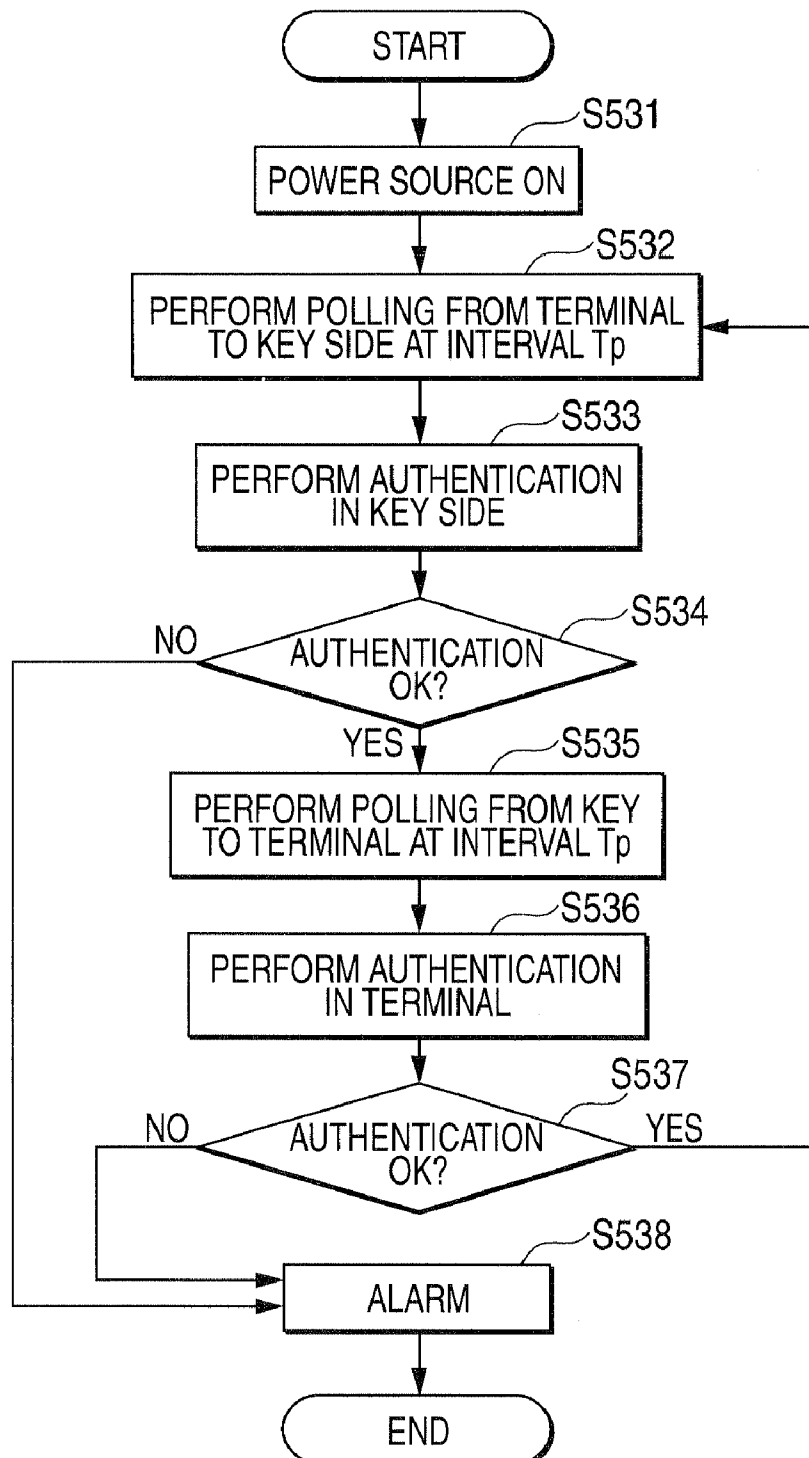 START
S531
POWER SOURCE ON
S532
PERFORM POLLING FROM TERMINAL
TO KEY SIDE AT INTERVAL Tp
S533
PERFORM AUTHENTICATION
IN KEY SIDE
S534
NO
AUTHENTICATION
OK?
YES
S535
PERFORM POLLING FROM KEY
TO TERMINAL AT INTERVAL Tp
S536
PERFORM AUTHENTICATION
IN TERMINAL
S537
NO
AUTHENTICATION
OK?
YES
S538
ALARM
END